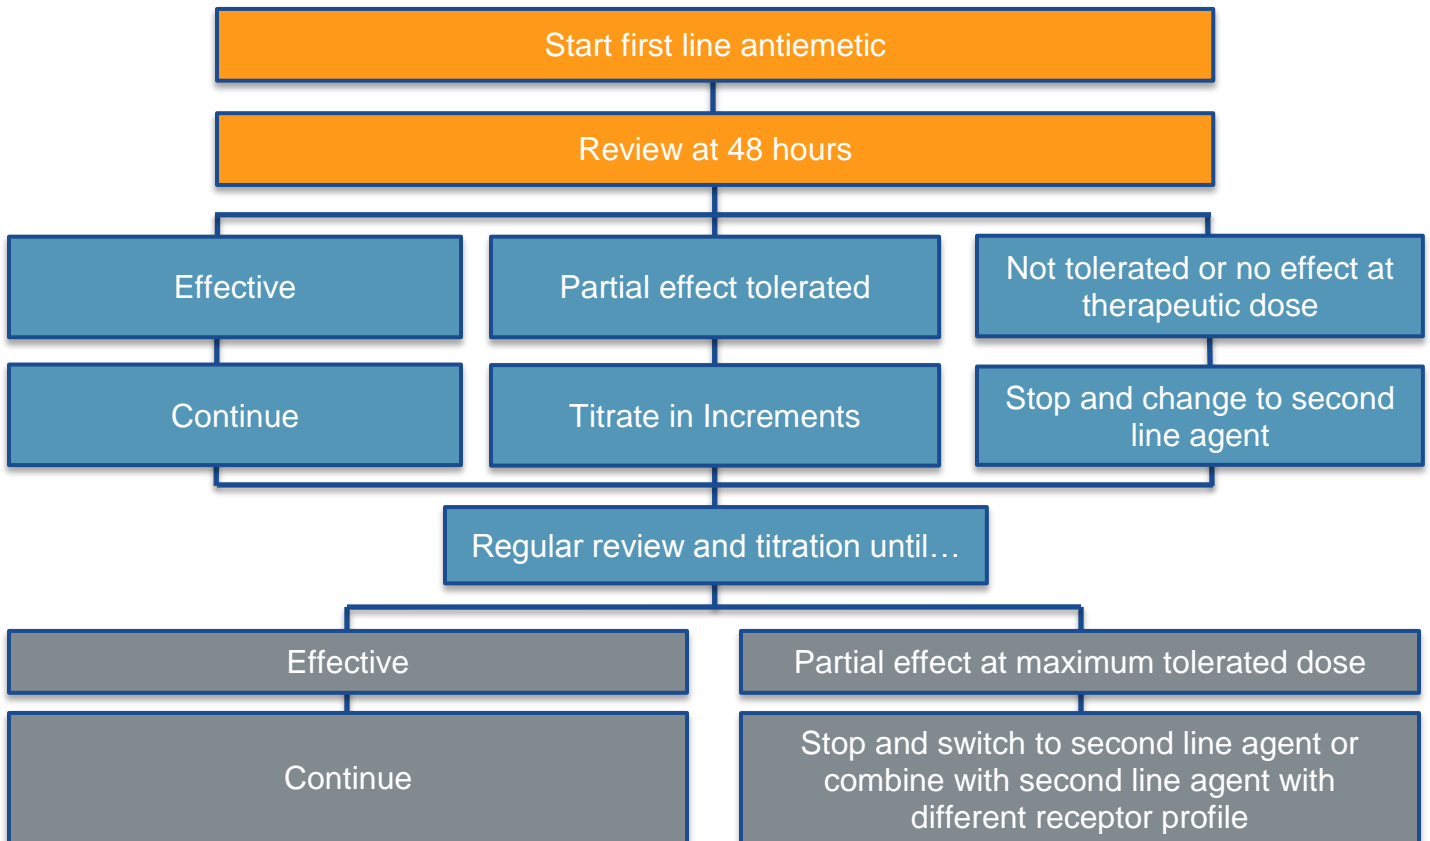 Start first line antiemetic
Review at 48 hours
Effective
Partial effect tolerated
Not tolerated or no effect at
therapeutic dose
Continue
Titrate in Increments
Stop and change to second
line agent
Regular review and titration until…
Effective
Partial effect at maximum tolerated dose
Continue
Stop and switch to second line agent or
combine with second line agent with
different receptor profile